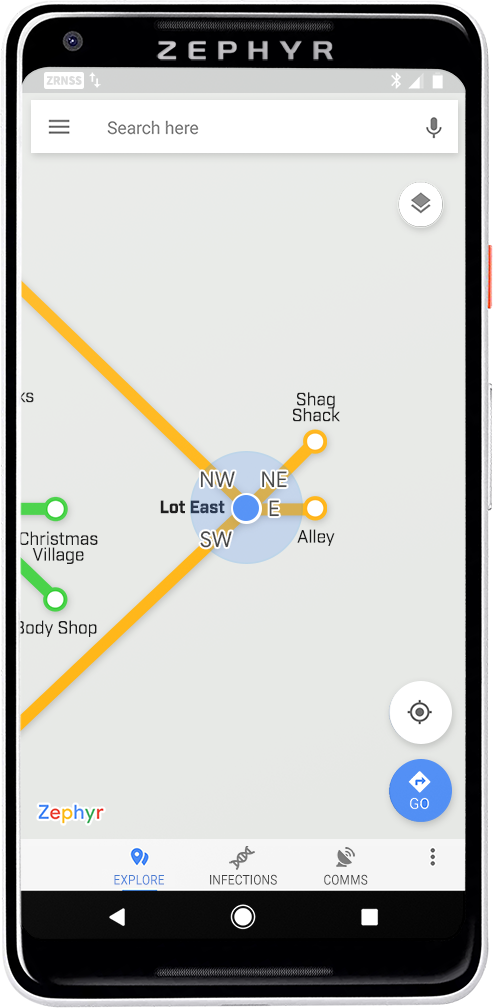 ZEPHYR
ZRNSS
Search here
ks
Shag
Shack
NW
NE
Lot East
E
SW
Alley
Christmas
Village
Body Shop
GO
Zephyr
EXPLORE
INFECTIONS
COMMS